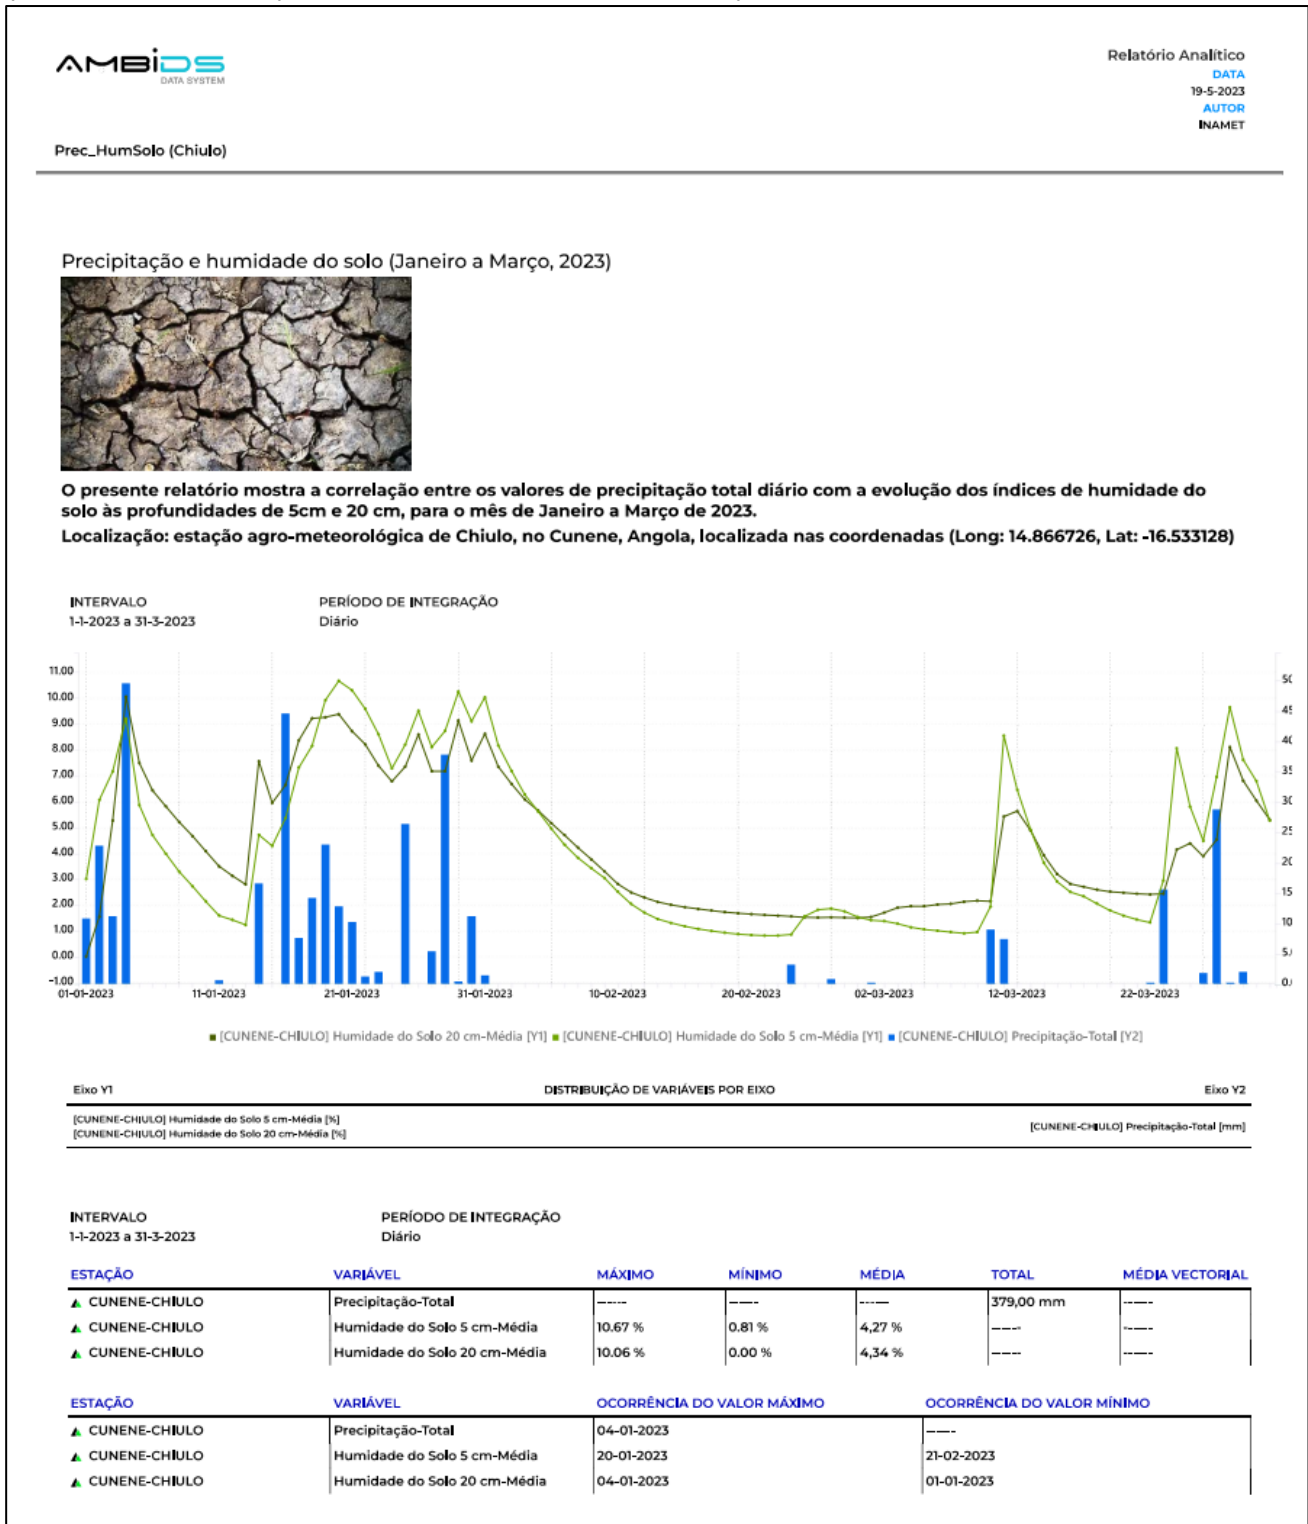 AMBIDS
DATA SYSTEM
Relatório Analítico
DATA
19-5-2023
AUTOR
INAMET
Prec_HumSolo (Chiulo)
Precipitação e humidade do solo (Janeiro a Março, 2023)
O presente relatório mostra a correlação entre os valores de precipitação total diário com a evolução dos índices de humidade do
solo às profundidades de 5cm e 20 cm, para o mês de Janeiro a Março de 2023.
Localização: estação agro-meteorológica de Chiulo, no Cunene, Angola, localizada nas coordenadas (Long: 14.866726, Lat: -16.533128)
INTERVALO PERÍODO DE INTEGRAÇÃO
1-1-2023 a 31-3-2023 Diário
11.00
10.00
9.00
8.00
7.00
6.00
5.00
4.00
3.00
2.00
1.00
0.00
-1.00
50
45
40
35
30
25
20
15
10
5.
0.
01-01-2023 11-01-2023 21-01-2023 31-01-2023 10-02-2023 20-02-2023 02-03-2023 12-03-2023 22-03-2023
[CUNENE-CHIULO] Humidade do Solo 20 cm-Média [Y1] [CUNENE-CHIULO] Humidade do Solo 5 cm-Média [Y1] [CUNENE-CHIULO] Precipitação-Total [Y2]
Eixo Y1 DISTRIBUIÇÃO DE VARIÁVEIS POR EIXO Eixo Y2
[CUNENE-CHIULO] Humidade do Solo 5 cm-Média [%]
[CUNENE-CHIULO] Humidade do Solo 20 cm-Média [%]
[CUNENE-CHIULO] Precipitação-Total [mm]
INTERVALO PERÍODO DE INTEGRAÇÃO
1-1-2023 a 31-3-2023 Diário
ESTAÇÃO VARIÁVEL MÁXIMO MÍNIMO MÉDIA TOTAL MÉDIA VECTORIAL
CUNENE-CHIULO Precipitação-Total ------ ------ ------ 379,00 mm ------
CUNENE-CHIULO Humidade do Solo 5 cm-Média 10.67 % 0.81 % 4,27 % ------ ------
CUNENE-CHIULO Humidade do Solo 20 cm-Média 10.06 % 0.00 % 4,34 % ------ ------
ESTAÇÃO VARIÁVEL OCORRÊNCIA DO VALOR MÁXIMO OCORRÊNCIA DO VALOR MÍNIMO
CUNENE-CHIULO Precipitação-Total 04-01-2023 ------
CUNENE-CHIULO Humidade do Solo 5 cm-Média 20-01-2023 21-02-2023
CUNENE-CHIULO Humidade do Solo 20 cm-Média 04-01-2023 01-01-2023